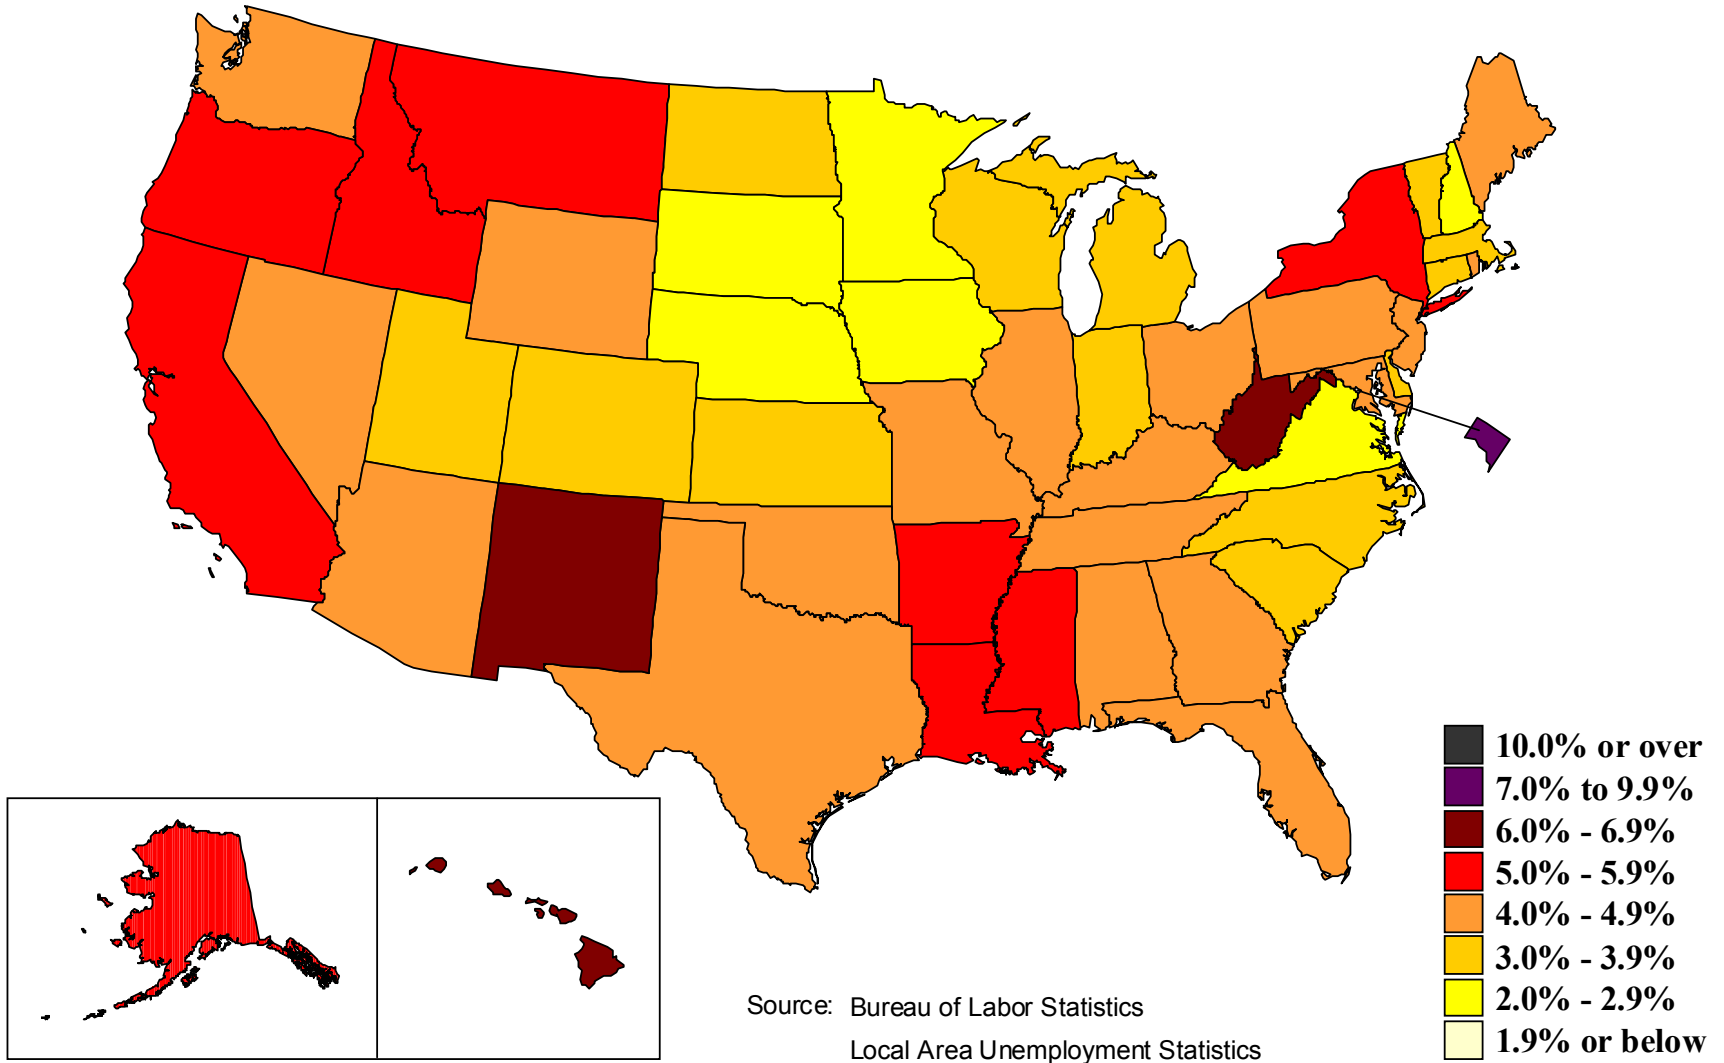 10.0% or over
7.0% to 9.9%
6.0% - 6.9%
5.0% - 5.9%
4.0% - 4.9%
3.0% - 3.9%
2.0% - 2.9%
1.9% or below
Source: Bureau of Labor Statistics
Local Area Unemployment Statistics